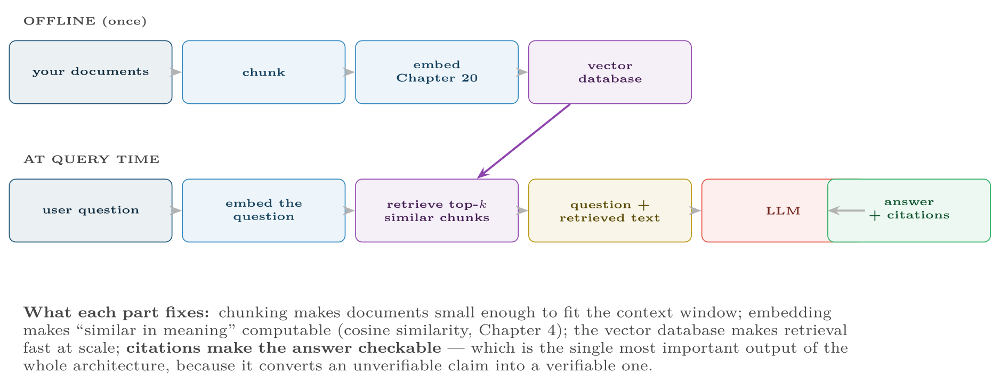 OFFLINE (once)
your documents
chunk
embed
Chapter 20
vector
database
AT QUERY TIME
user question
embed the
question
retrieve top-k
similar chunks
question +
retrieved text
LLM
answer
+ citations
What each part fixes: chunking makes documents small enough to fit the context window; embedding
makes “similar in meaning” computable (cosine similarity, Chapter 4); the vector database makes retrieval
fast at scale; citations make the answer checkable — which is the single most important output of the
whole architecture, because it converts an unverifiable claim into a verifiable one.